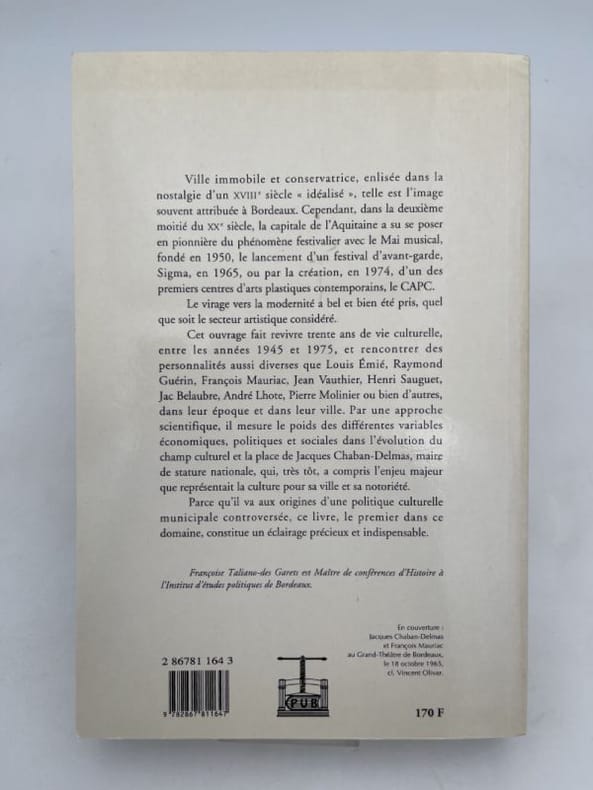 Ville immobile et conservatrice, enlisée dans la
nostalgie d'un XVIIIᵉ siècle « idéalisé », telle est l'image
souvent attribuée à Bordeaux. Cependant, dans la deuxième
moitié du XXᵉ siècle, la capitale de l'Aquitaine a su se poser
en pionnière du phénomène festivalier avec le Mai musical,
fondé en 1950, le lancement d'un festival d'avant-garde,
Sigma, en 1965, ou par la création, en 1974, d'un des
premiers centres d'arts plastiques contemporains, le CAPC.
Le virage vers la modernité a bel et bien été pris, quel
que soit le secteur artistique considéré.
Cet ouvrage fait revivre trente ans de vie culturelle,
entre les années 1945 et 1975, et rencontrer des
personnalités aussi diverses que Louis Émié, Raymond
Guérin, François Mauriac, Jean Vauthier, Henri Sauguet,
Jac Belaubre, André Lhote, Pierre Molinier ou bien d'autres,
dans leur époque et dans leur ville. Par une approche
scientifique, il mesure le poids des différentes variables
économiques, politiques et sociales dans l'évolution du
champ culturel et la place de Jacques Chaban-Delmas, maire
de stature nationale, qui, très tôt, a compris l'enjeu majeur
que représentait la culture pour sa ville et sa notoriété.
Parce qu'il va aux origines d'une politique culturelle
municipale controversée, ce livre, le premier dans ce
domaine, constitue un éclairage précieux et indispensable.
Françoise Taliano-des Garets est Maître de conférences d'Histoire à
l'Institut d'études politiques de Bordeaux.
En couverture :
Jacques Chaban-Delmas
et François Mauriac
au Grand-Théâtre de Bordeaux,
le 18 octobre 1965,
cl. Vincent Olivar.
2 86781 164 3
9 782867 811647
PUB
170 F